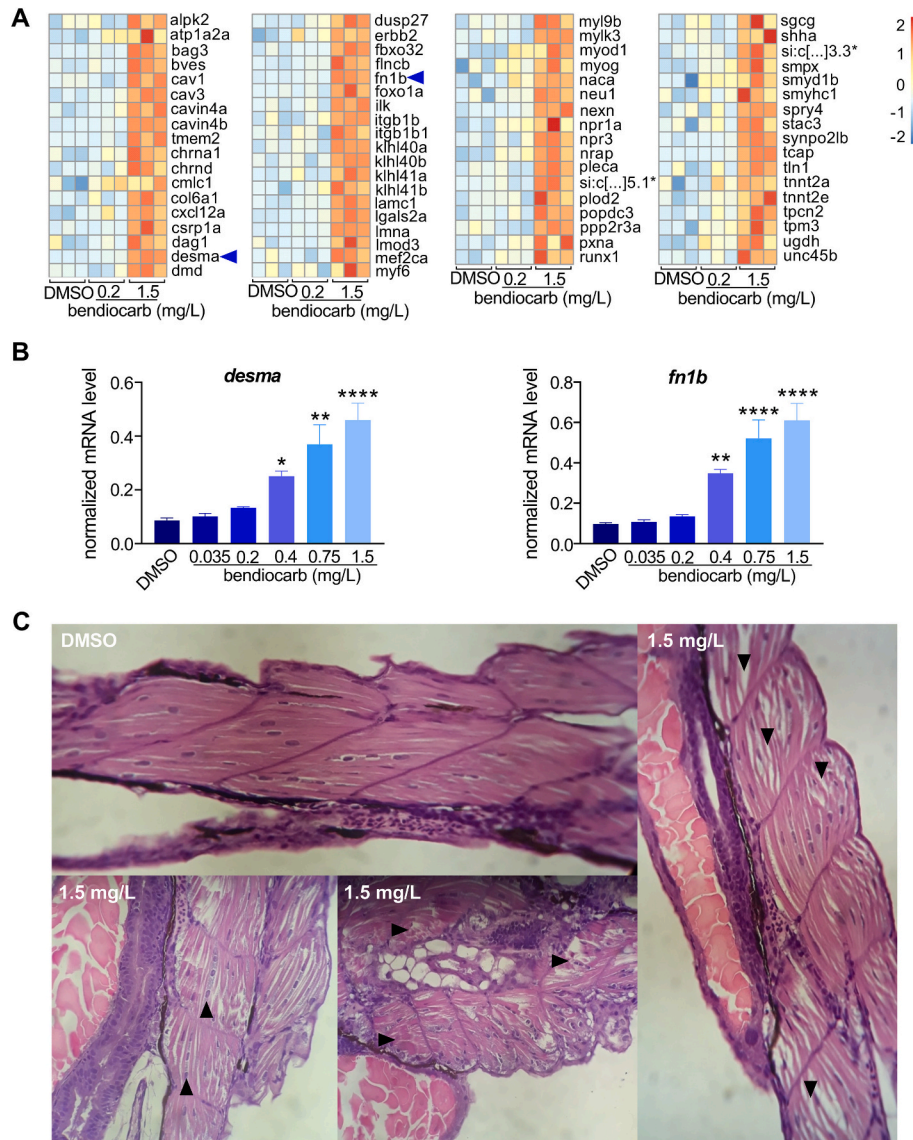 A
alpk2
atp1a2a
bag3
bves
cav1
cav3
cavin4a
cavin4b
tmem2
chrna1
chrnd
cmlc1
col6a1
cxcl12a
csrp1a
dag1
desma
dmd
DMSO 0.2 1.5
bendiocarb (mg/L)
dusp27
erbb2
fbxo32
flncb
fn1b
foxo1a
ilk
itgb1b
itgb1b1
klhl40a
klhl40b
klhl41a
klhl41b
lamc1
lgals2a
lmna
lmod3
mef2ca
myf6
DMSO 0.2 1.5
bendiocarb (mg/L)
myl9b
mylk3
myod1
myog
naca
neu1
nexn
npr1a
npr3
nrap
pleca
si:c[...]5.1*
plod2
popdc3
ppp2r3a
pxna
runx1
DMSO 0.2 1.5
bendiocarb (mg/L)
sgcg
shha
si:c[...]3.3*
smpx
smyd1b
smyhc1
spry4
stac3
synpo2lb
tcap
tln1
tnnt2a
tnnt2e
tpcn2
tpm3
ugdh
unc45b
DMSO 0.2 1.5
bendiocarb (mg/L)
2
1
0
-1
-2
B
desma
normalized mRNA level
0.6
0.4
0.2
0.0
*
**
****
DMSO 0.035 0.2 0.4 0.75 1.5
bendiocarb (mg/L)
fn1b
normalized mRNA level
0.8
0.6
0.4
0.2
0.0
**
****
****
DMSO 0.035 0.2 0.4 0.75 1.5
bendiocarb (mg/L)
C
DMSO
1.5 mg/L
1.5 mg/L
1.5 mg/L